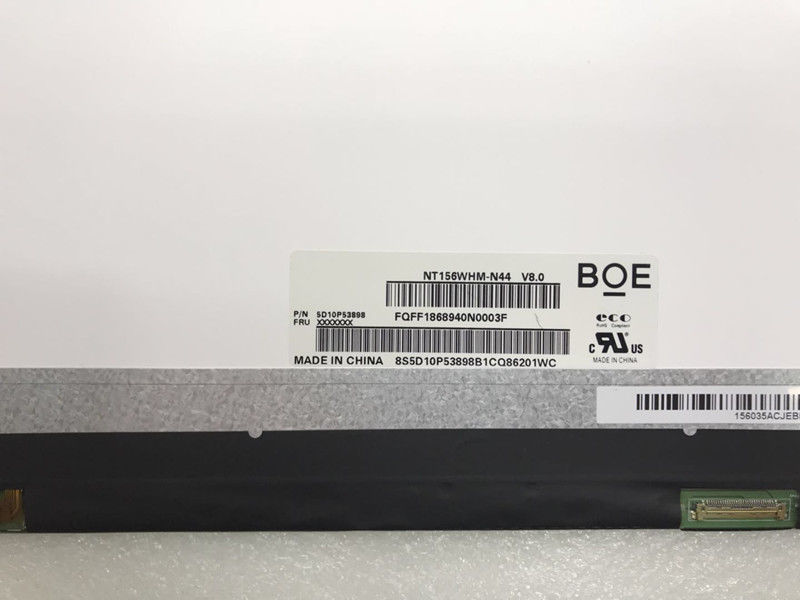 NT156WHM-N44 V8.0
BOE
P/N 5D10P53898
FRU XXXXXXX
FQFF1868940N0003F
eco
RoHS Compliant
c RU US
MADE IN CHINA
MADE IN CHINA 8S5D10P53898B1CQ86201WC
156035ACJEB